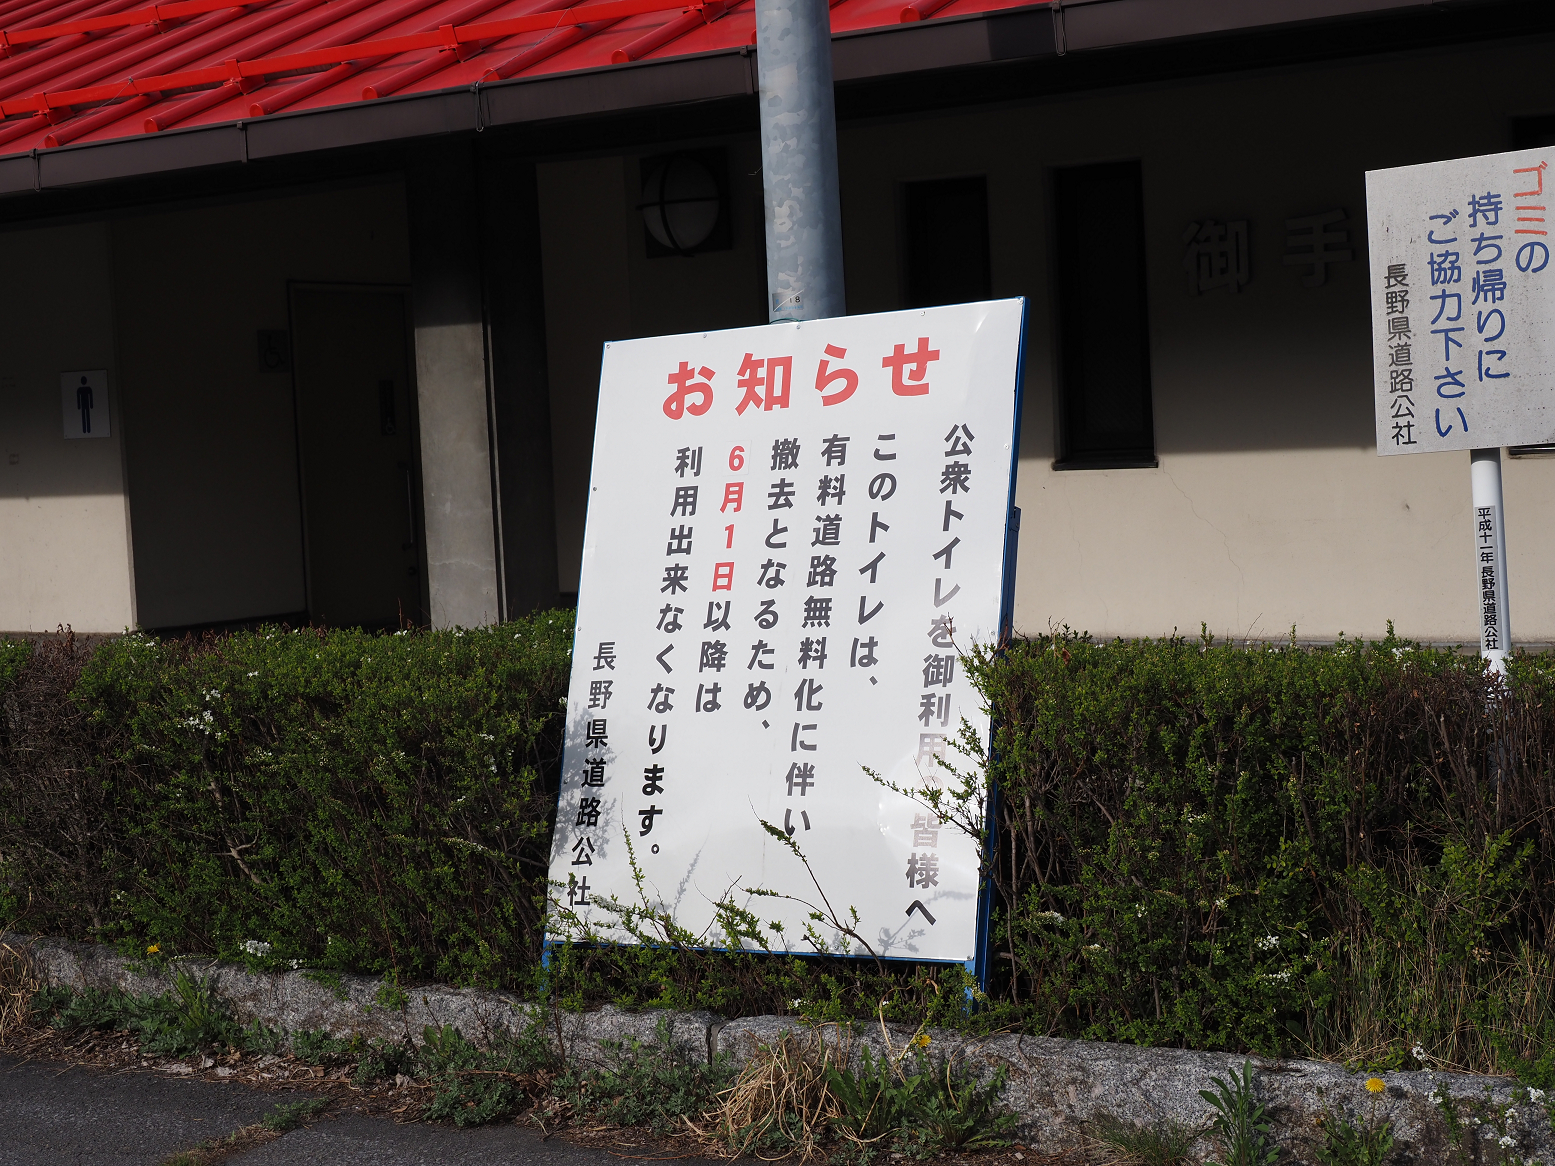 お知らせ
公衆トイレを御利用の皆様へ
このトイレは、
有料道路無料化に伴い
撤去となるため、
6月1日以降は
利用出来なくなります。
長野県道路公社
ゴミの
持ち帰りに
ご協力下さい
長野県道路公社
平成十一年 長野県道路公社
御手
18